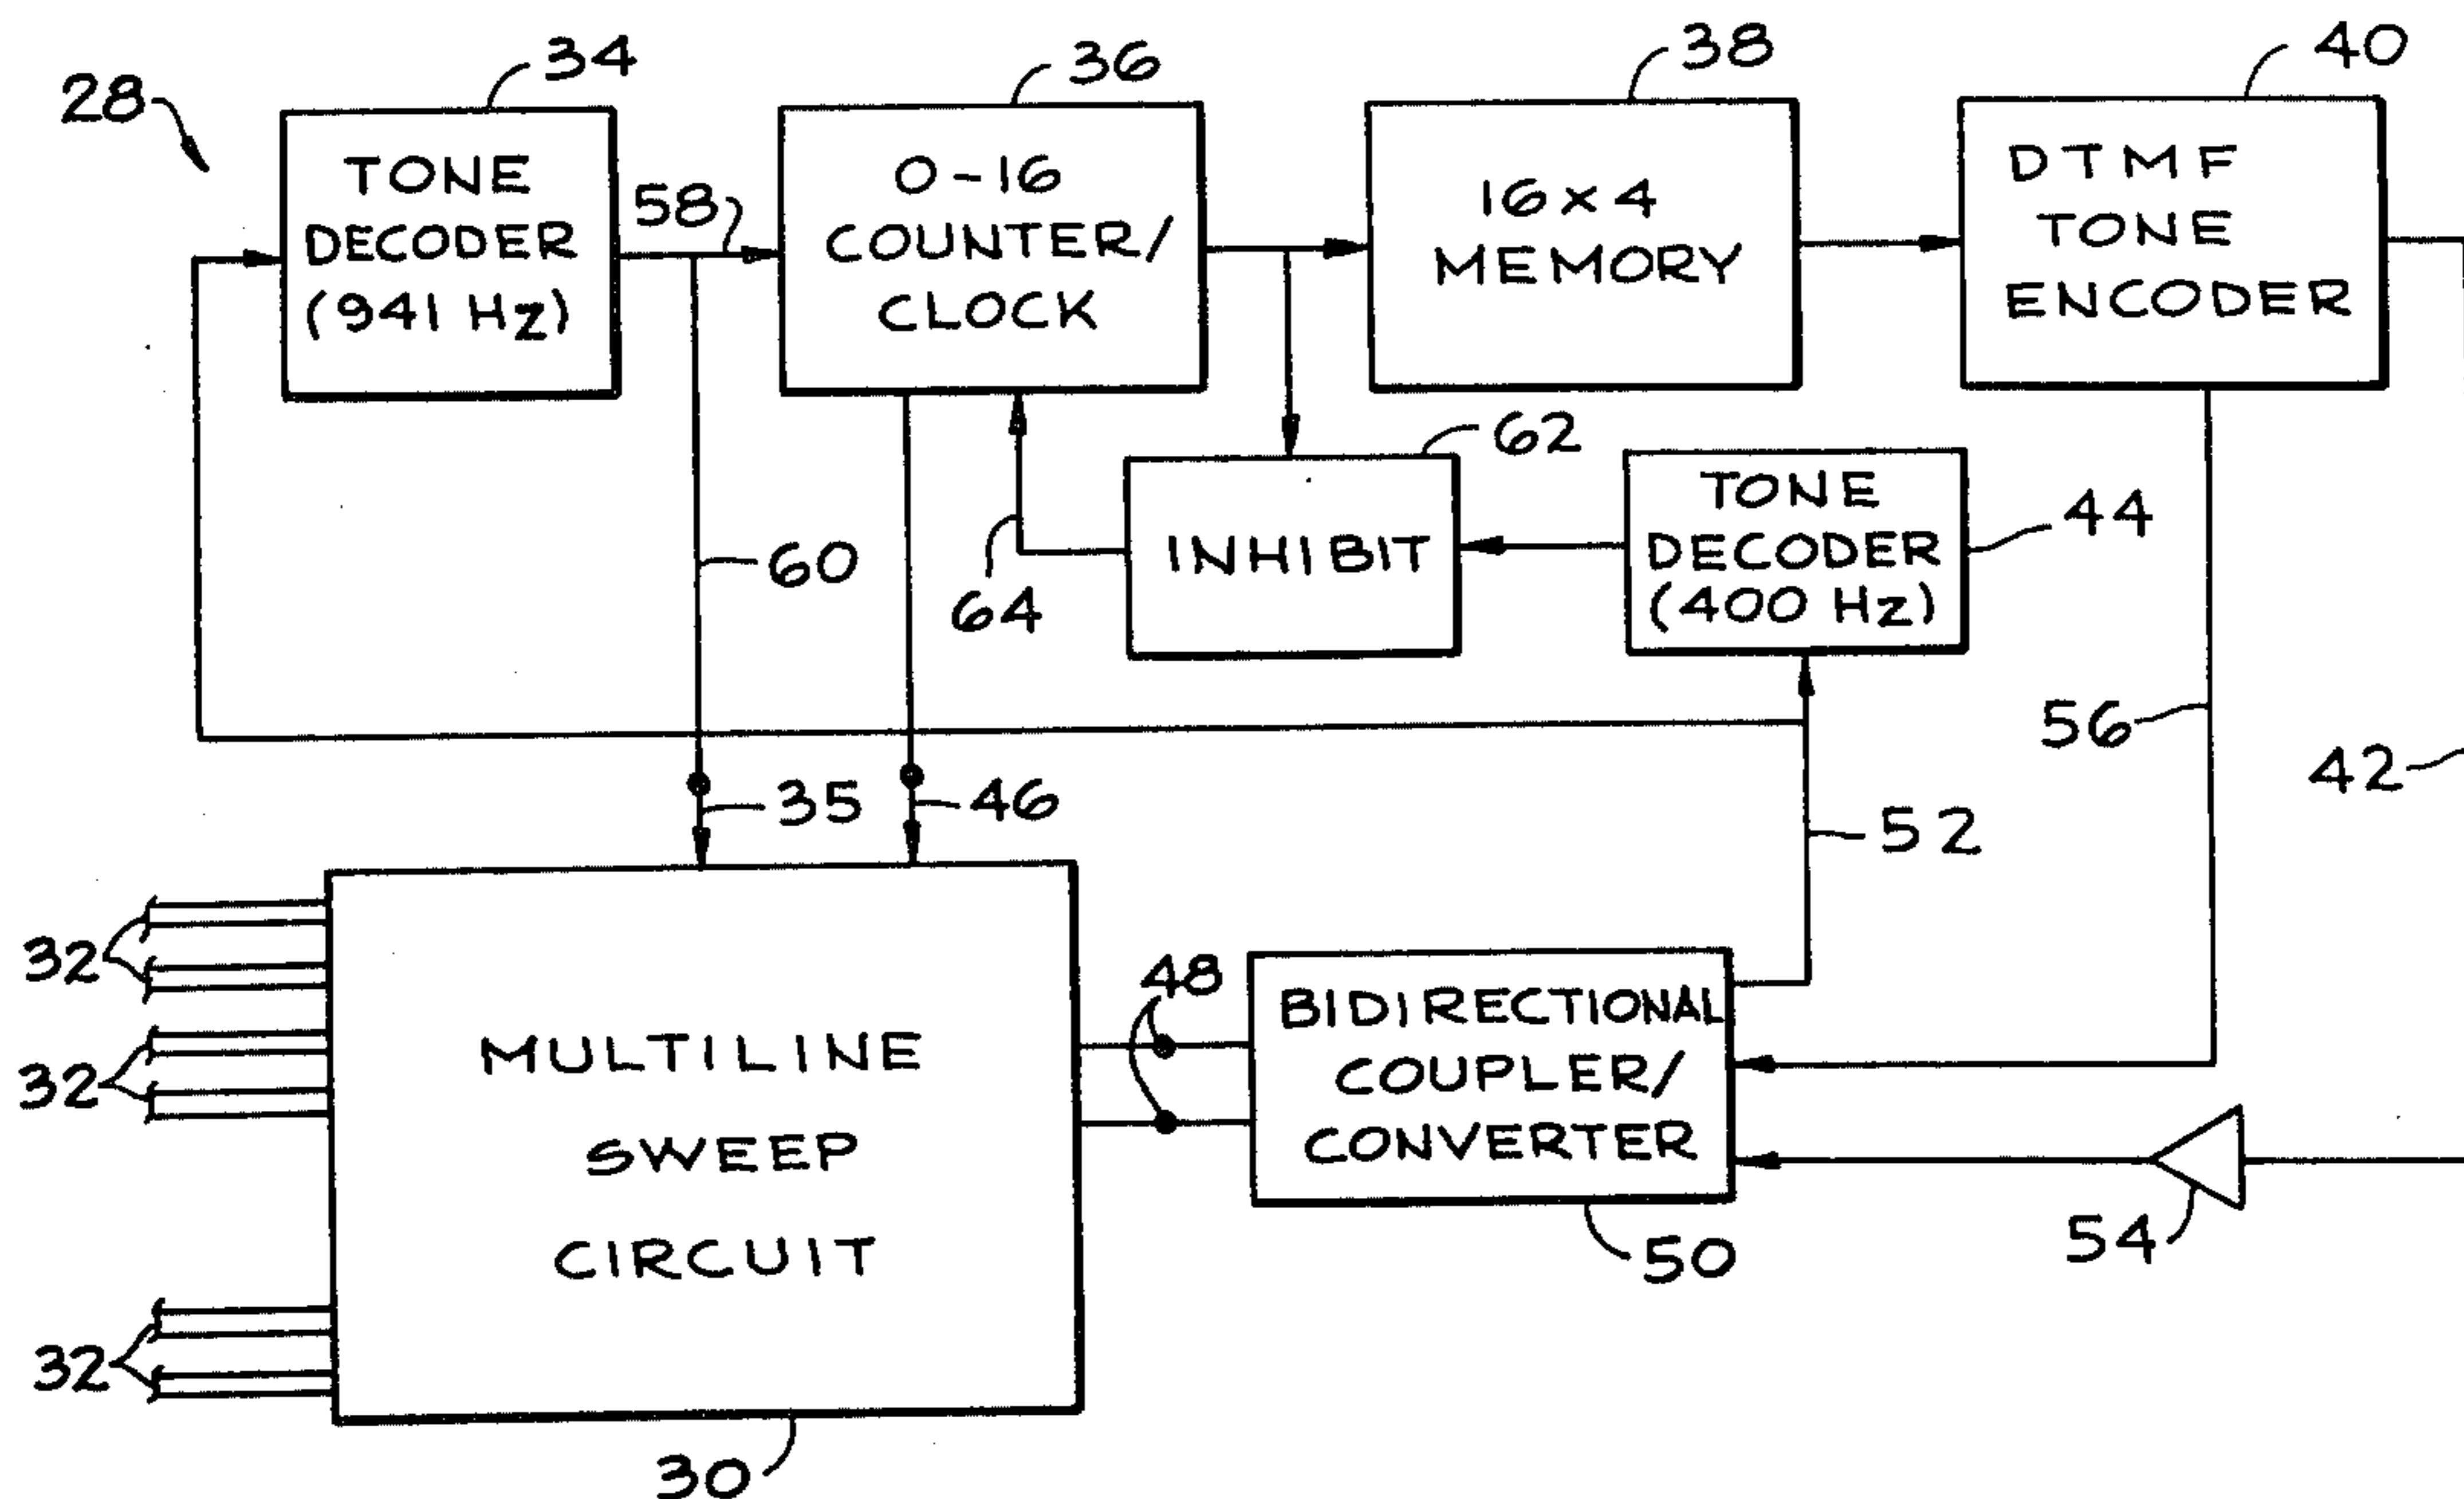 28
34
36
38
40
TONE
DECODER
(941 Hz)
58
0-16
COUNTER/
CLOCK
16 x 4
MEMORY
DTMF
TONE
ENCODER
62
60
64
INHIBIT
TONE
DECODER
(400 Hz)
44
56
42
35
46
52
32
32
32
MULTILINE
SWEEP
CIRCUIT
48
BIDIRECTIONAL
COUPLER/
CONVERTER
50
54
30